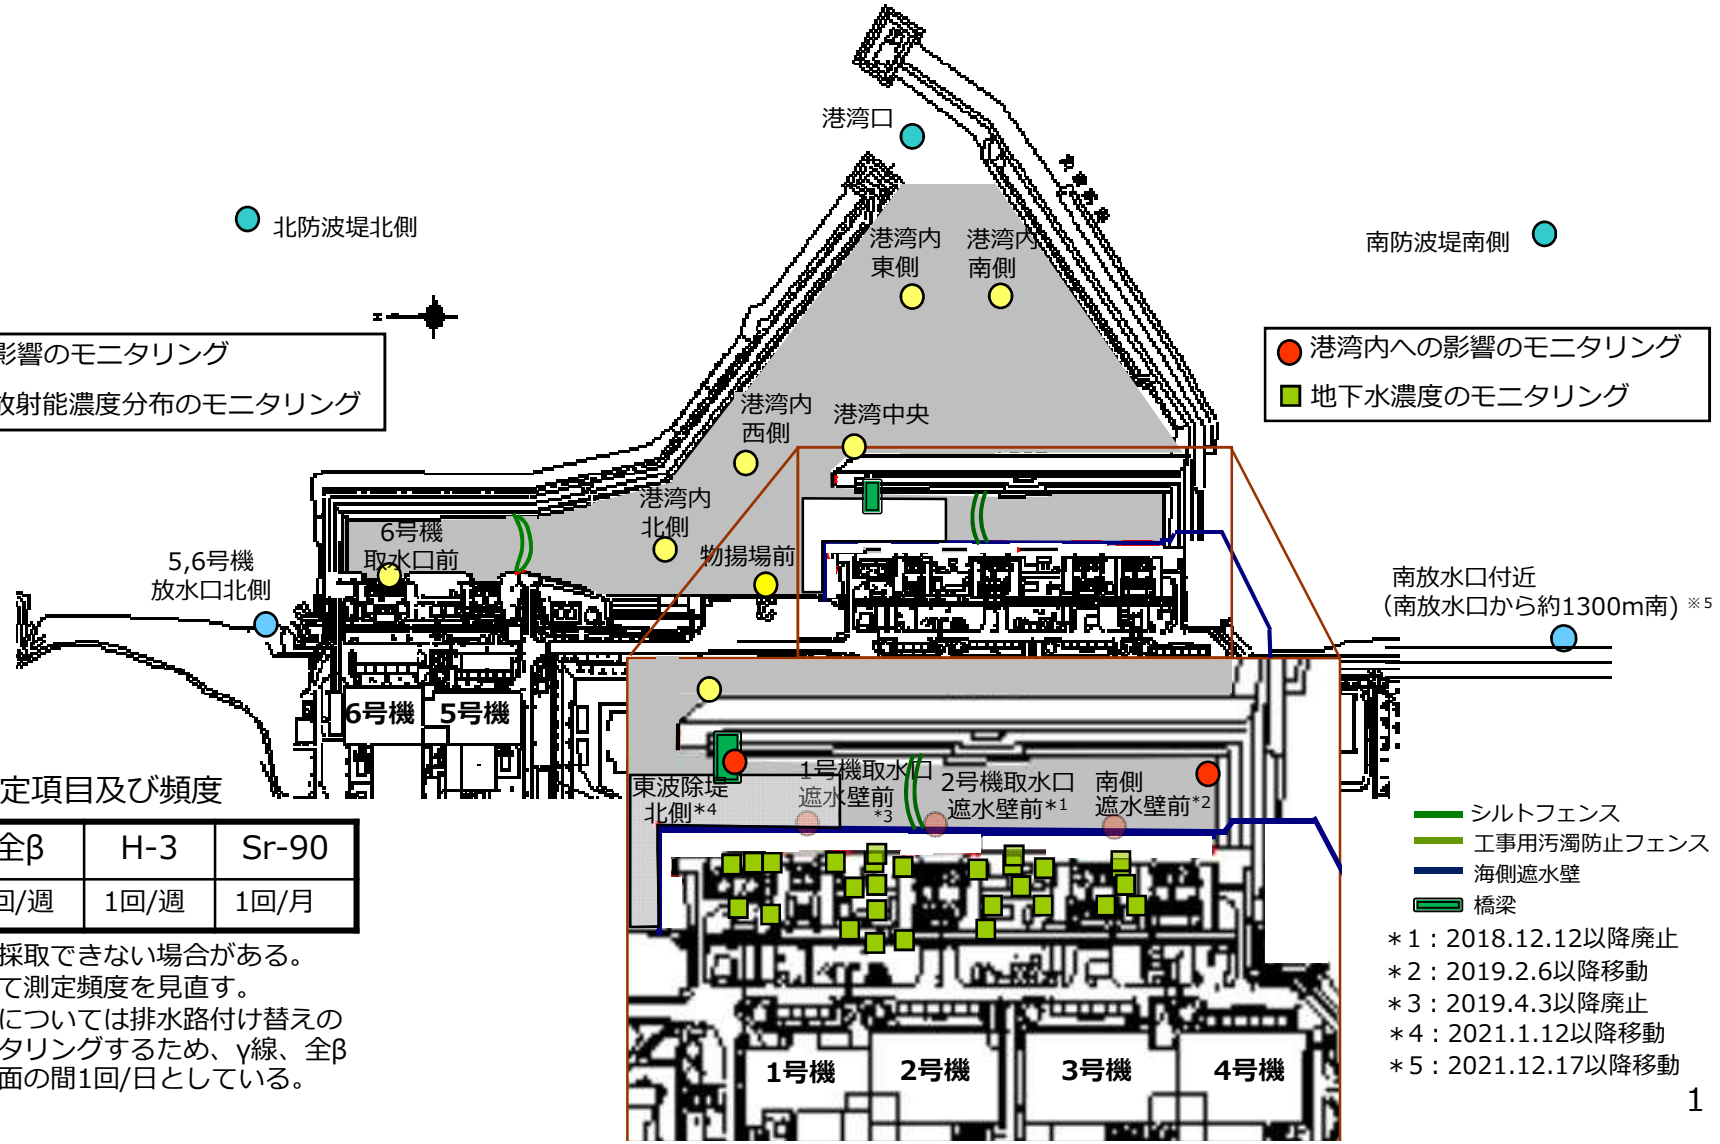 港湾口
北防波堤北側
南防波堤南側
港湾内
東側
港湾内
南側
影響のモニタリング
放射能濃度分布のモニタリング
港湾内への影響のモニタリング
地下水濃度のモニタリング
港湾内
西側
港湾中央
港湾内
北側
6号機
取水口前
物揚場前
5,6号機
放水口北側
南放水口付近
(南放水口から約1300m南) ※5
6号機
5号機
東波除堤
北側*4
1号機取水口
遮水壁前
*3
2号機取水口
遮水壁前*1
南側
遮水壁前*2
1号機
2号機
3号機
4号機
定項目及び頻度
全β H-3 Sr-90
回/週 1回/週 1回/月
採取できない場合がある。
て測定頻度を見直す。
については排水路付け替えの
タリングするため、γ線、全β
面の間1回/日としている。
シルトフェンス
工事用汚濁防止フェンス
海側遮水壁
橋梁
*1：2018.12.12以降廃止
*2：2019.2.6以降移動
*3：2019.4.3以降廃止
*4：2021.1.12以降移動
*5：2021.12.17以降移動
1